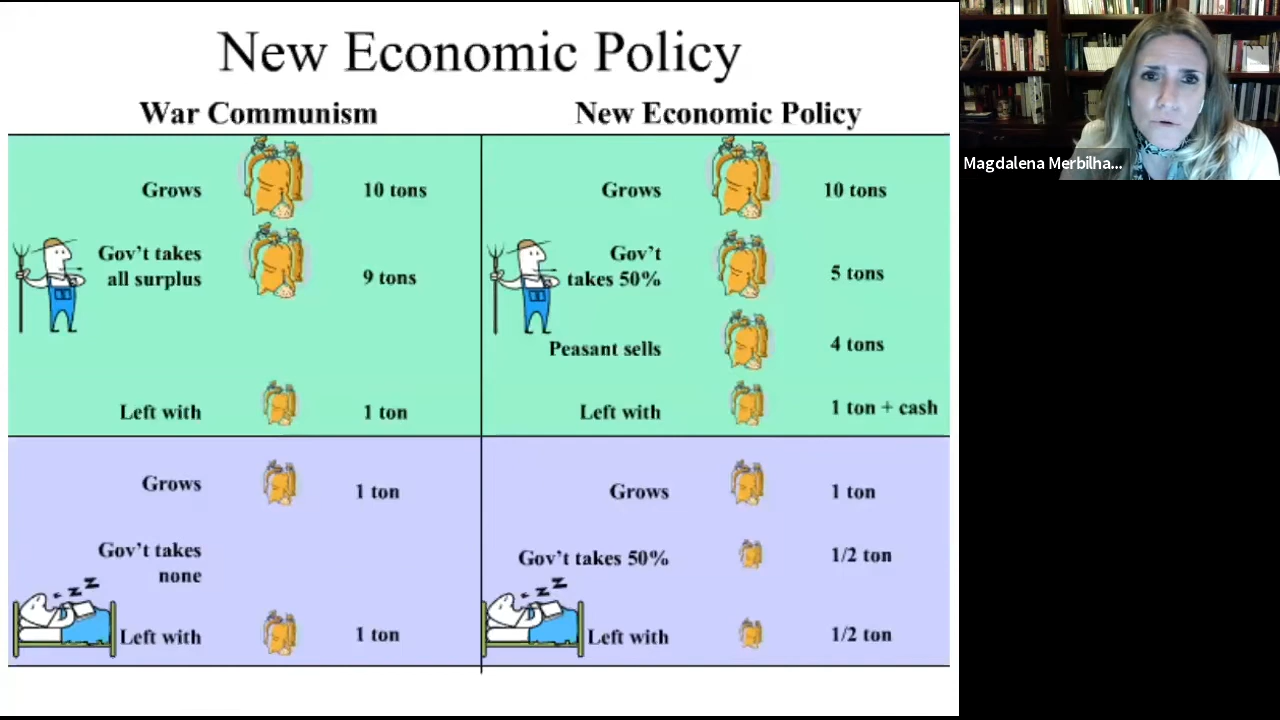 New Economic Policy
War Communism
New Economic Policy
Grows
10 tons
Gov't takes
all surplus
9 tons
Left with
1 ton
Grows
10 tons
Gov't
takes 50%
5 tons
Peasant sells
4 tons
Left with
1 ton + cash
Grows
1 ton
Gov't takes
none
z z z
Left with
1 ton
Grows
1 ton
Gov't takes 50%
1/2 ton
z z z
Left with
1/2 ton
Magdalena Merbilha...